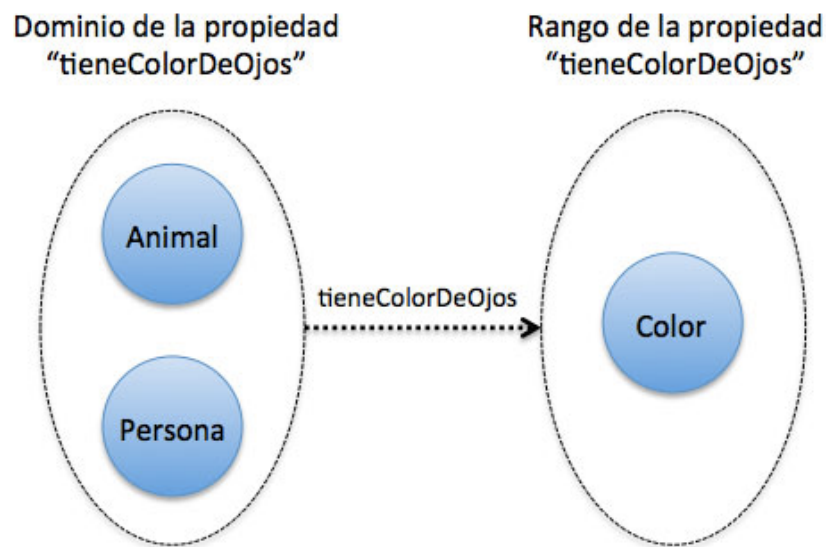 Dominio de la propiedad
“tieneColorDeOjos”
Rango de la propiedad
“tieneColorDeOjos”
Animal
tieneColorDeOjos
Color
Persona